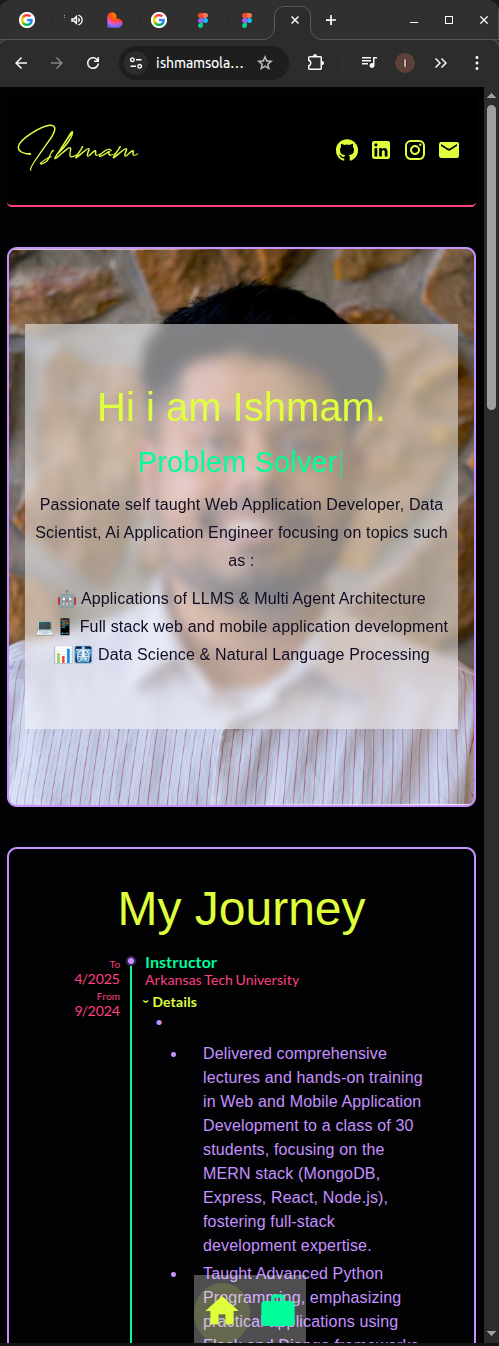 ishmamsola...
I
Ishmam
Hi i am Ishmam.
Problem Solver|
Passionate self taught Web Application Developer, Data
Scientist, Ai Application Engineer focusing on topics such
as :
🤖 Applications of LLMS & Multi Agent Architecture
💻📱 Full stack web and mobile application development
📊🩻 Data Science & Natural Language Processing
My Journey
To
4/2025
From
9/2024
Instructor
Arkansas Tech University
Details
Delivered comprehensive
lectures and hands-on training
in Web and Mobile Application
Development to a class of 30
students, focusing on the
MERN stack (MongoDB,
Express, React, Node.js),
fostering full-stack
development expertise.
Taught Advanced Python
Programming, emphasizing
practical applications using
Flask and Django frameworks